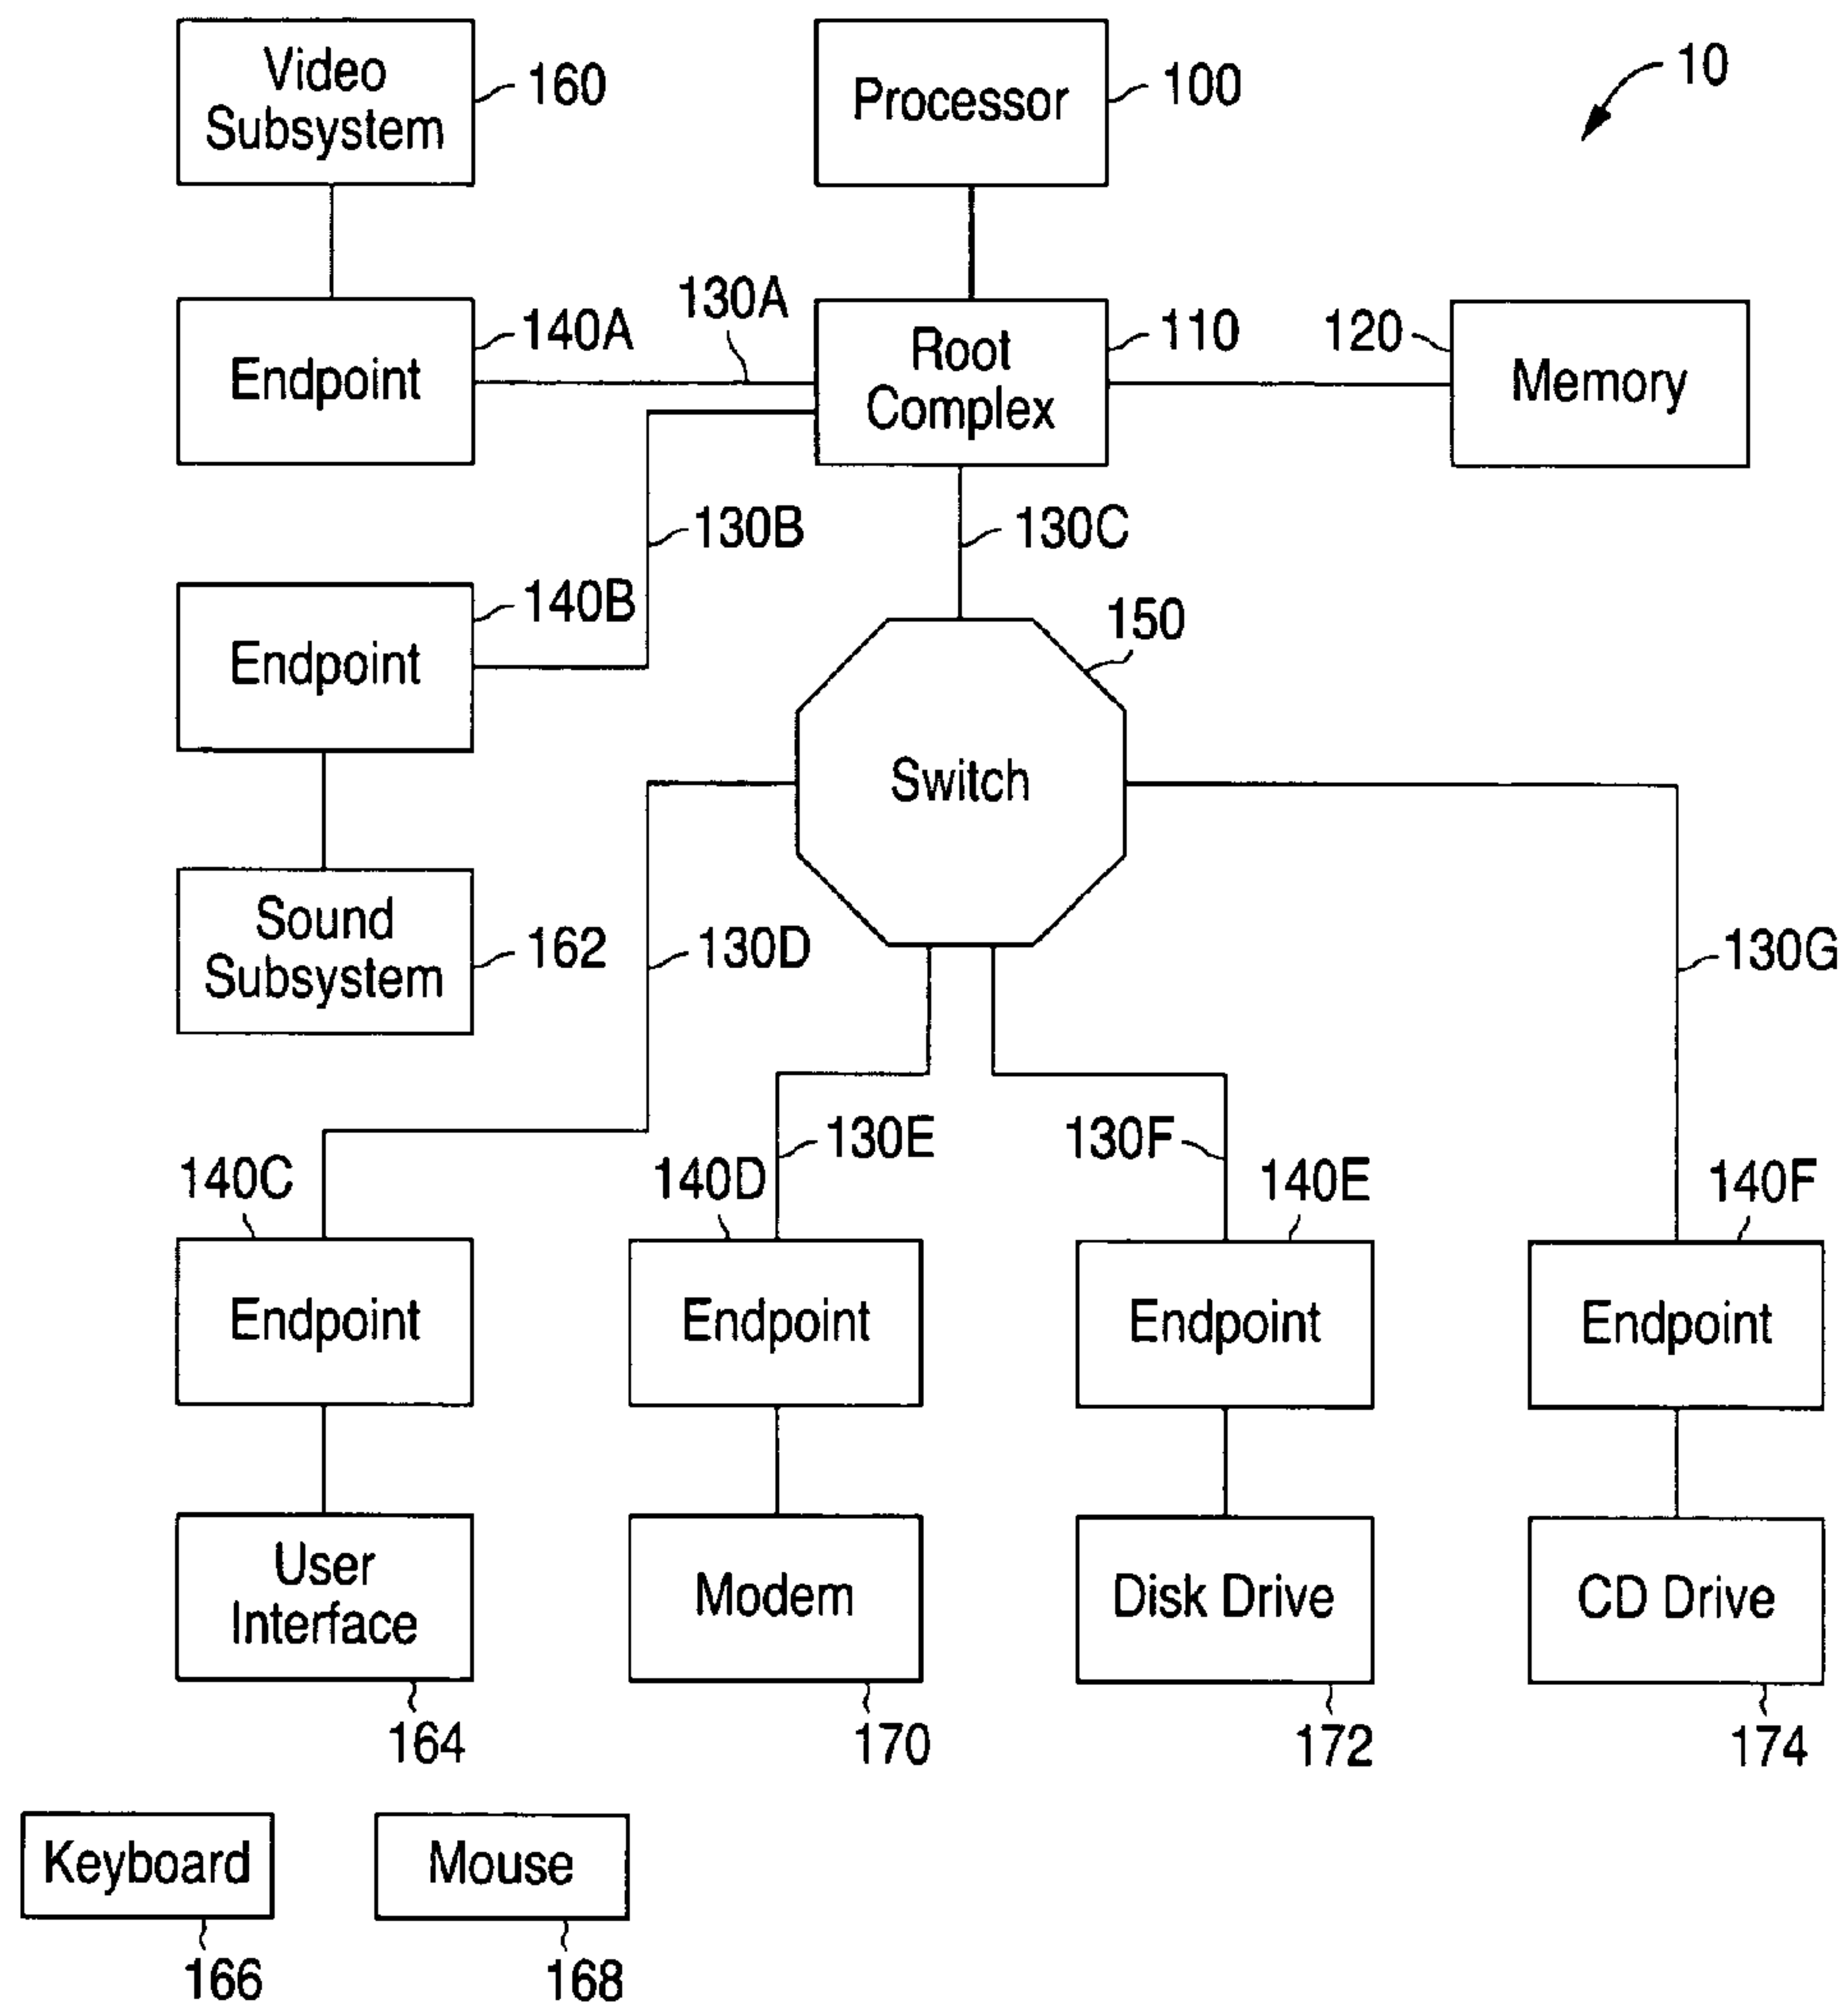 Video
Subsystem
160
Processor
100
10
Endpoint
140A
130A
Root
Complex
110
120
Memory
130B
130C
Endpoint
140B
150
Switch
Sound
Subsystem
162
130D
130G
130E
130F
140C
140D
140E
140F
Endpoint
Endpoint
Endpoint
Endpoint
User
Interface
Modem
Disk Drive
CD Drive
164
170
172
174
Keyboard
Mouse
166
168